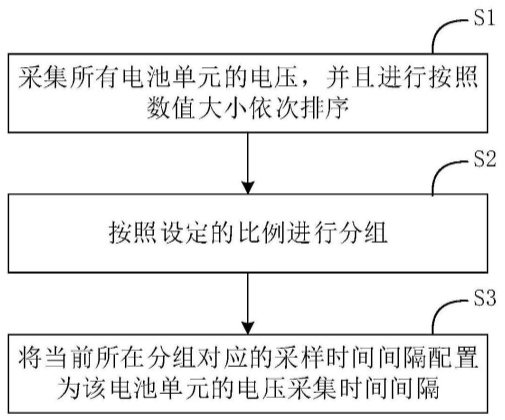 S1
采集所有电池单元的电压，并且进行按照
数值大小依次排序
S2
按照设定的比例进行分组
S3
将当前所在分组对应的采样时间间隔配置
为该电池单元的电压采集时间间隔